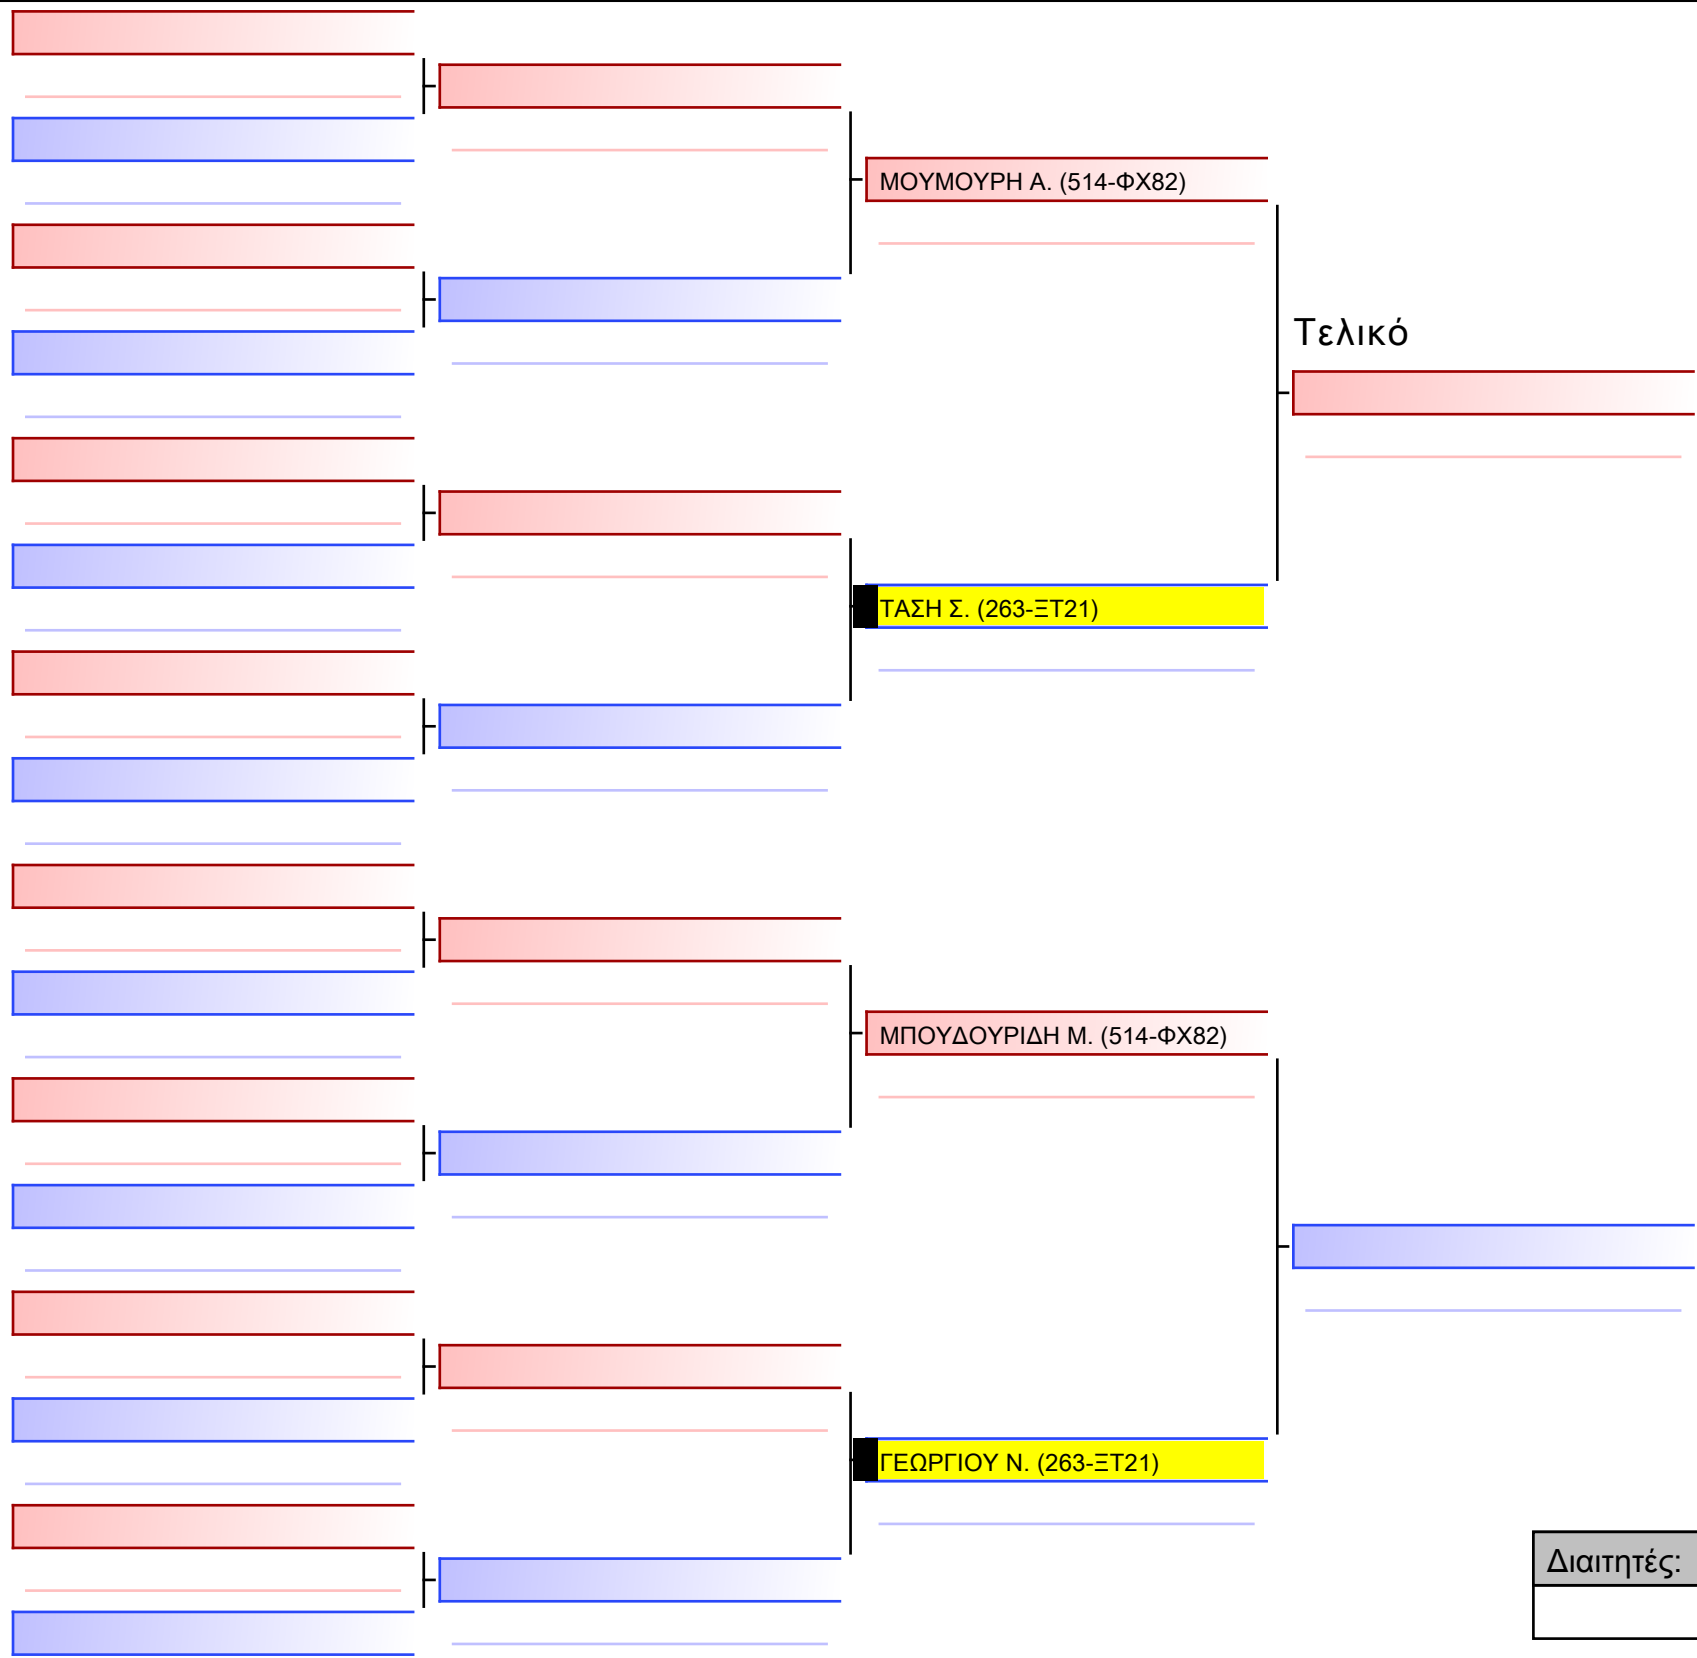 ΜΟΥΜΟΥΡΗ Α. (514-ΦΧ82)
Τελικό
ΤΑΣΗ Σ. (263-ΞΤ21)
ΜΠΟΥΔΟΥΡΙΔΗ Μ. (514-ΦΧ82)
ΓΕΩΡΓΙΟΥ Ν. (263-ΞΤ21)
Διαιτητές: